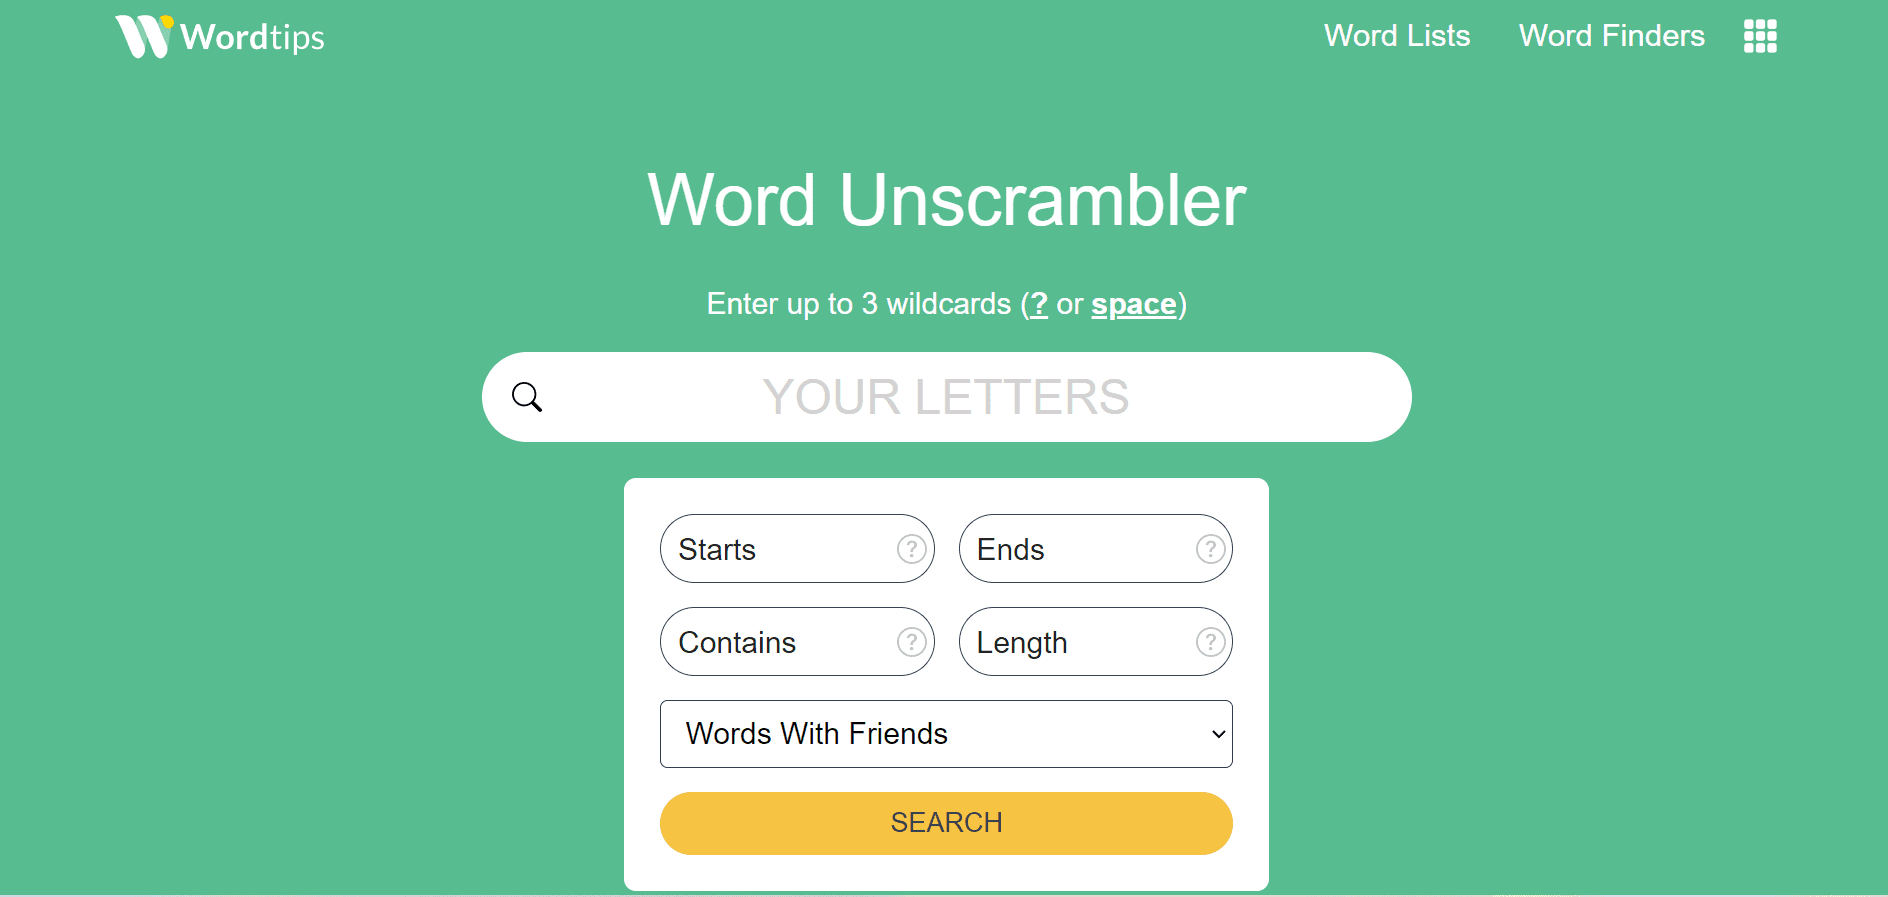 Wordtips
Word Lists
Word Finders
Word Unscrambler
Enter up to 3 wildcards (? or space)
YOUR LETTERS
Starts ?
Ends ?
Contains ?
Length ?
Words With Friends
SEARCH